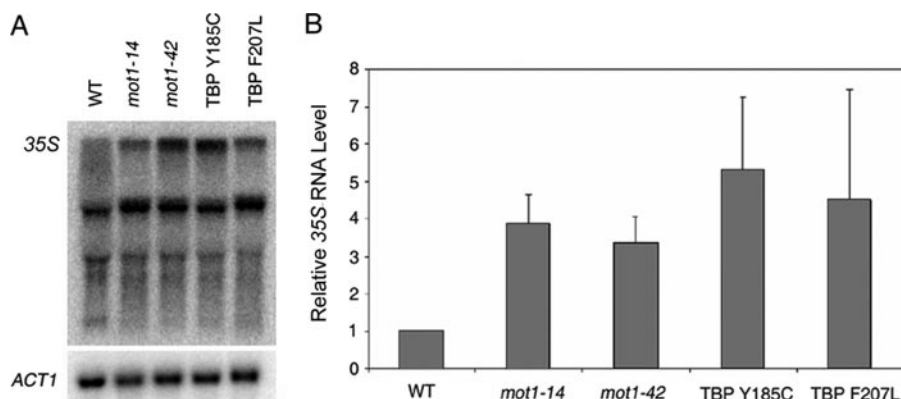 A
WT
mot1-14
mot1-42
TBP Y185C
TBP F207L
35S
ACT1
B
Relative 35S RNA Level
8
7
6
5
4
3
2
1
0
WT
mot1-14
mot1-42
TBP Y185C
TBP F207L